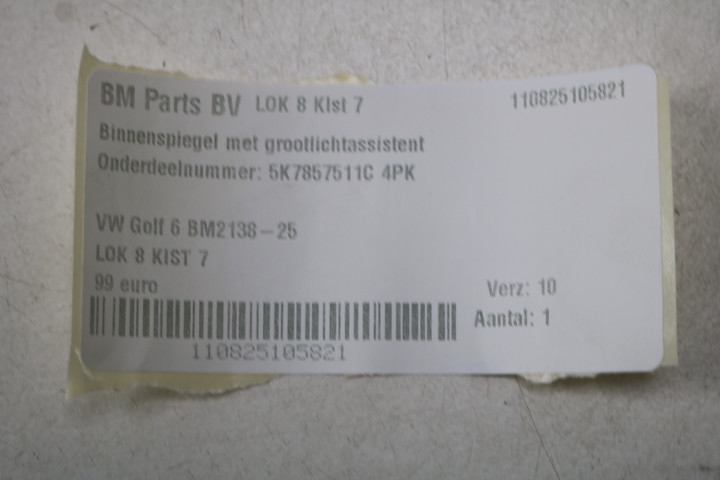 BM Parts BV LOK 8 KIst 7 110825105821
Binnenspiegel met grootlichtassistent
Onderdeelnummer: 5K7857511C 4PK
VW Golf 6 BM2138-25
LOK 8 KIST 7
99 euro Verz: 10
Aantal: 1
110825105821